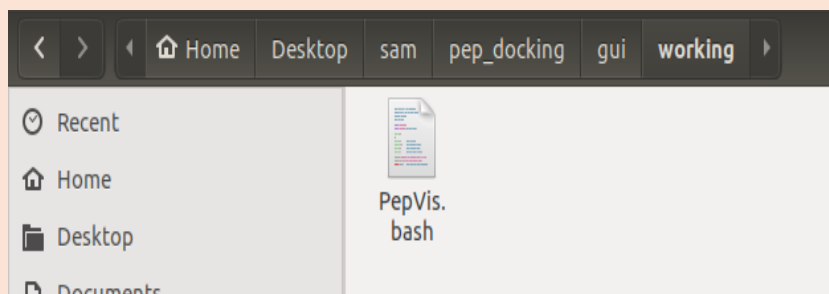 Home Desktop sam pep_docking gui working
Recent
Home
Desktop
Documents
PepVis.
bash